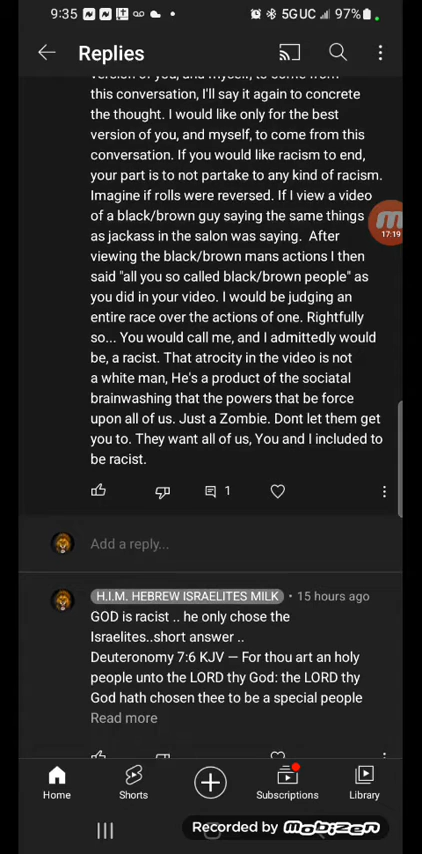 9:35
5GUC
97%
Replies
version of you, and myself, to come from
this conversation, I'll say it again to concrete
the thought. I would like only for the best
version of you, and myself, to come from this
conversation. If you would like racism to end,
your part is to not partake to any kind of racism.
Imagine if rolls were reversed. If I view a video
of a black/brown guy saying the same things
as jackass in the salon was saying.  After
viewing the black/brown mans actions I then
said "all you so called black/brown people" as
you did in your video. I would be judging an
entire race over the actions of one. Rightfully
so... You would call me, and I admittedly would
be, a racist. That atrocity in the video is not
a white man, He's a product of the sociatal
brainwashing that the powers that be force
upon all of us. Just a Zombie. Dont let them get
you to. They want all of us, You and I included to
be racist.
17:19
1
Add a reply...
H.I.M. HEBREW ISRAELITES MILK • 15 hours ago
GOD is racist .. he only chose the
Israelites..short answer ..
Deuteronomy 7:6 KJV — For thou art an holy
people unto the LORD thy God: the LORD thy
God hath chosen thee to be a special people
Read more
Home
Shorts
Subscriptions
Library
Recorded by mobizen